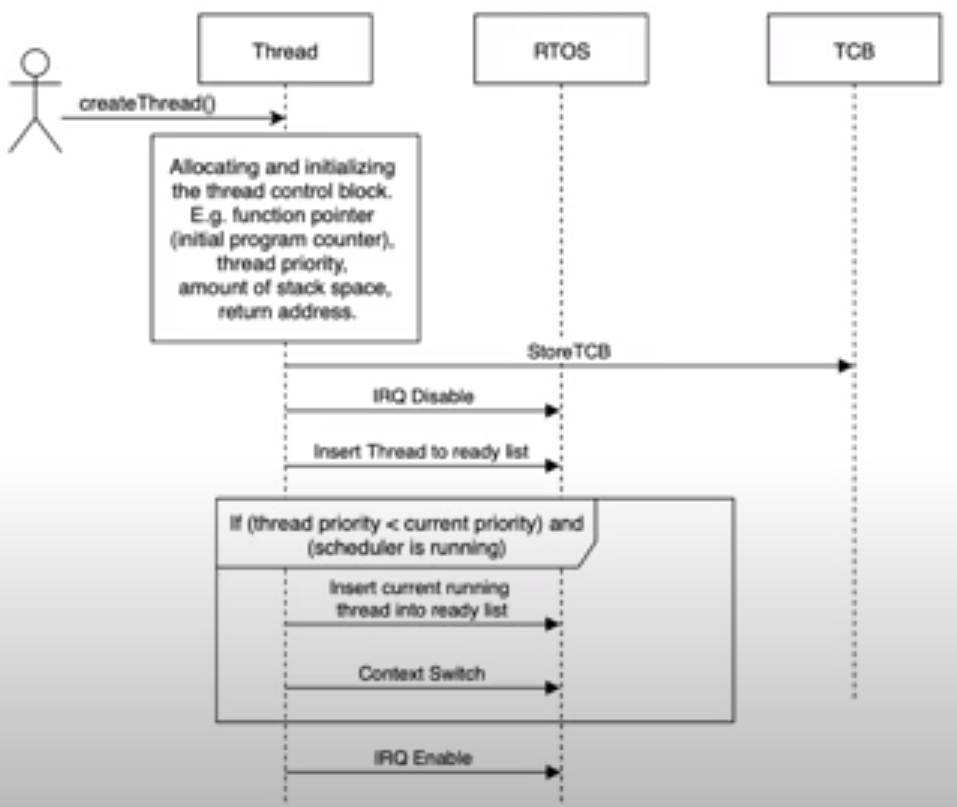 Thread
RTOS
TCB
createThread()
Allocating and initializing
the thread control block.
E.g. function pointer
(initial program counter),
thread priority,
amount of stack space,
return address.
StoreTCB
IRQ Disable
Insert Thread to ready list
If (thread priority < current priority) and
(scheduler is running)
Insert current running
thread into ready list
Context Switch
IRQ Enable